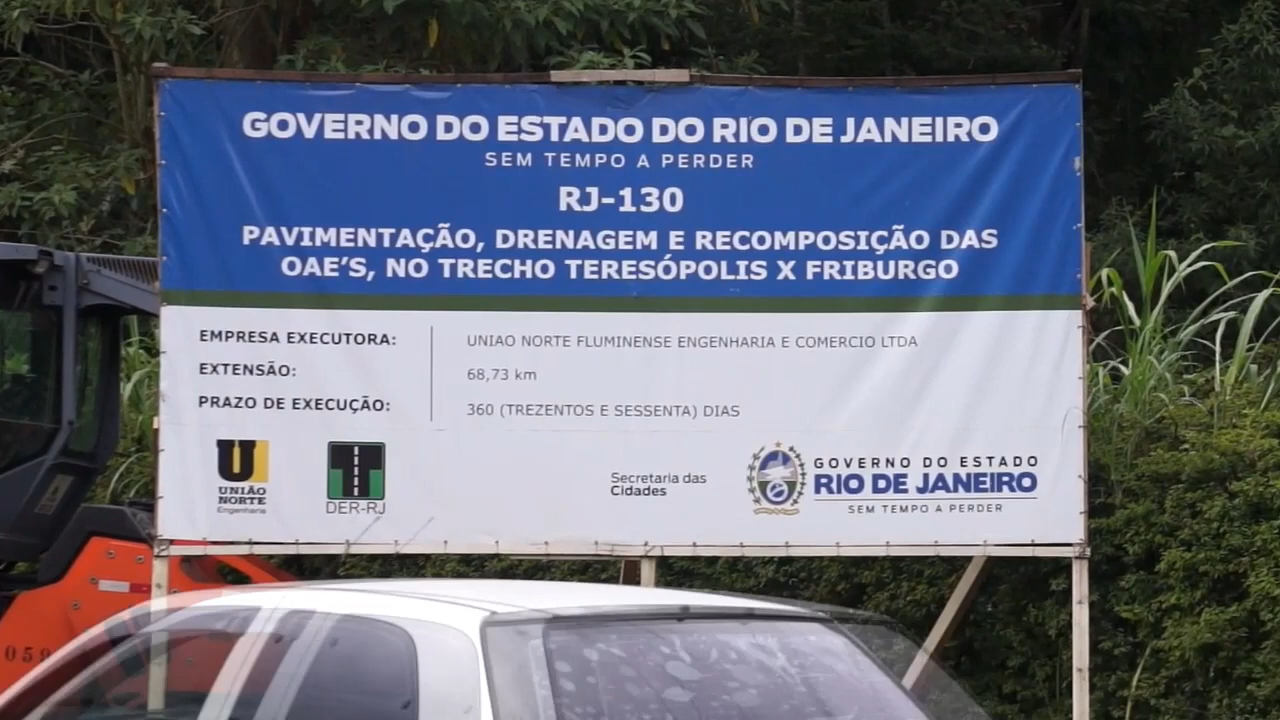 GOVERNO DO ESTADO DO RIO DE JANEIRO
SEM TEMPO A PERDER
RJ-130
PAVIMENTAÇÃO, DRENAGEM E RECOMPOSIÇÃO DAS
OAE'S, NO TRECHO TERESÓPOLIS X FRIBURGO
EMPRESA EXECUTORA: UNIAO NORTE FLUMINENSE ENGENHARIA E COMERCIO LTDA
EXTENSÃO: 68,73 km
PRAZO DE EXECUÇÃO: 360 (TREZENTOS E SESSENTA) DIAS
U
UNIÃO
NORTE
Engenharia
DER-RJ
Secretaria das
Cidades
GOVERNO DO ESTADO
RIO DE JANEIRO
SEM TEMPO A PERDER
059